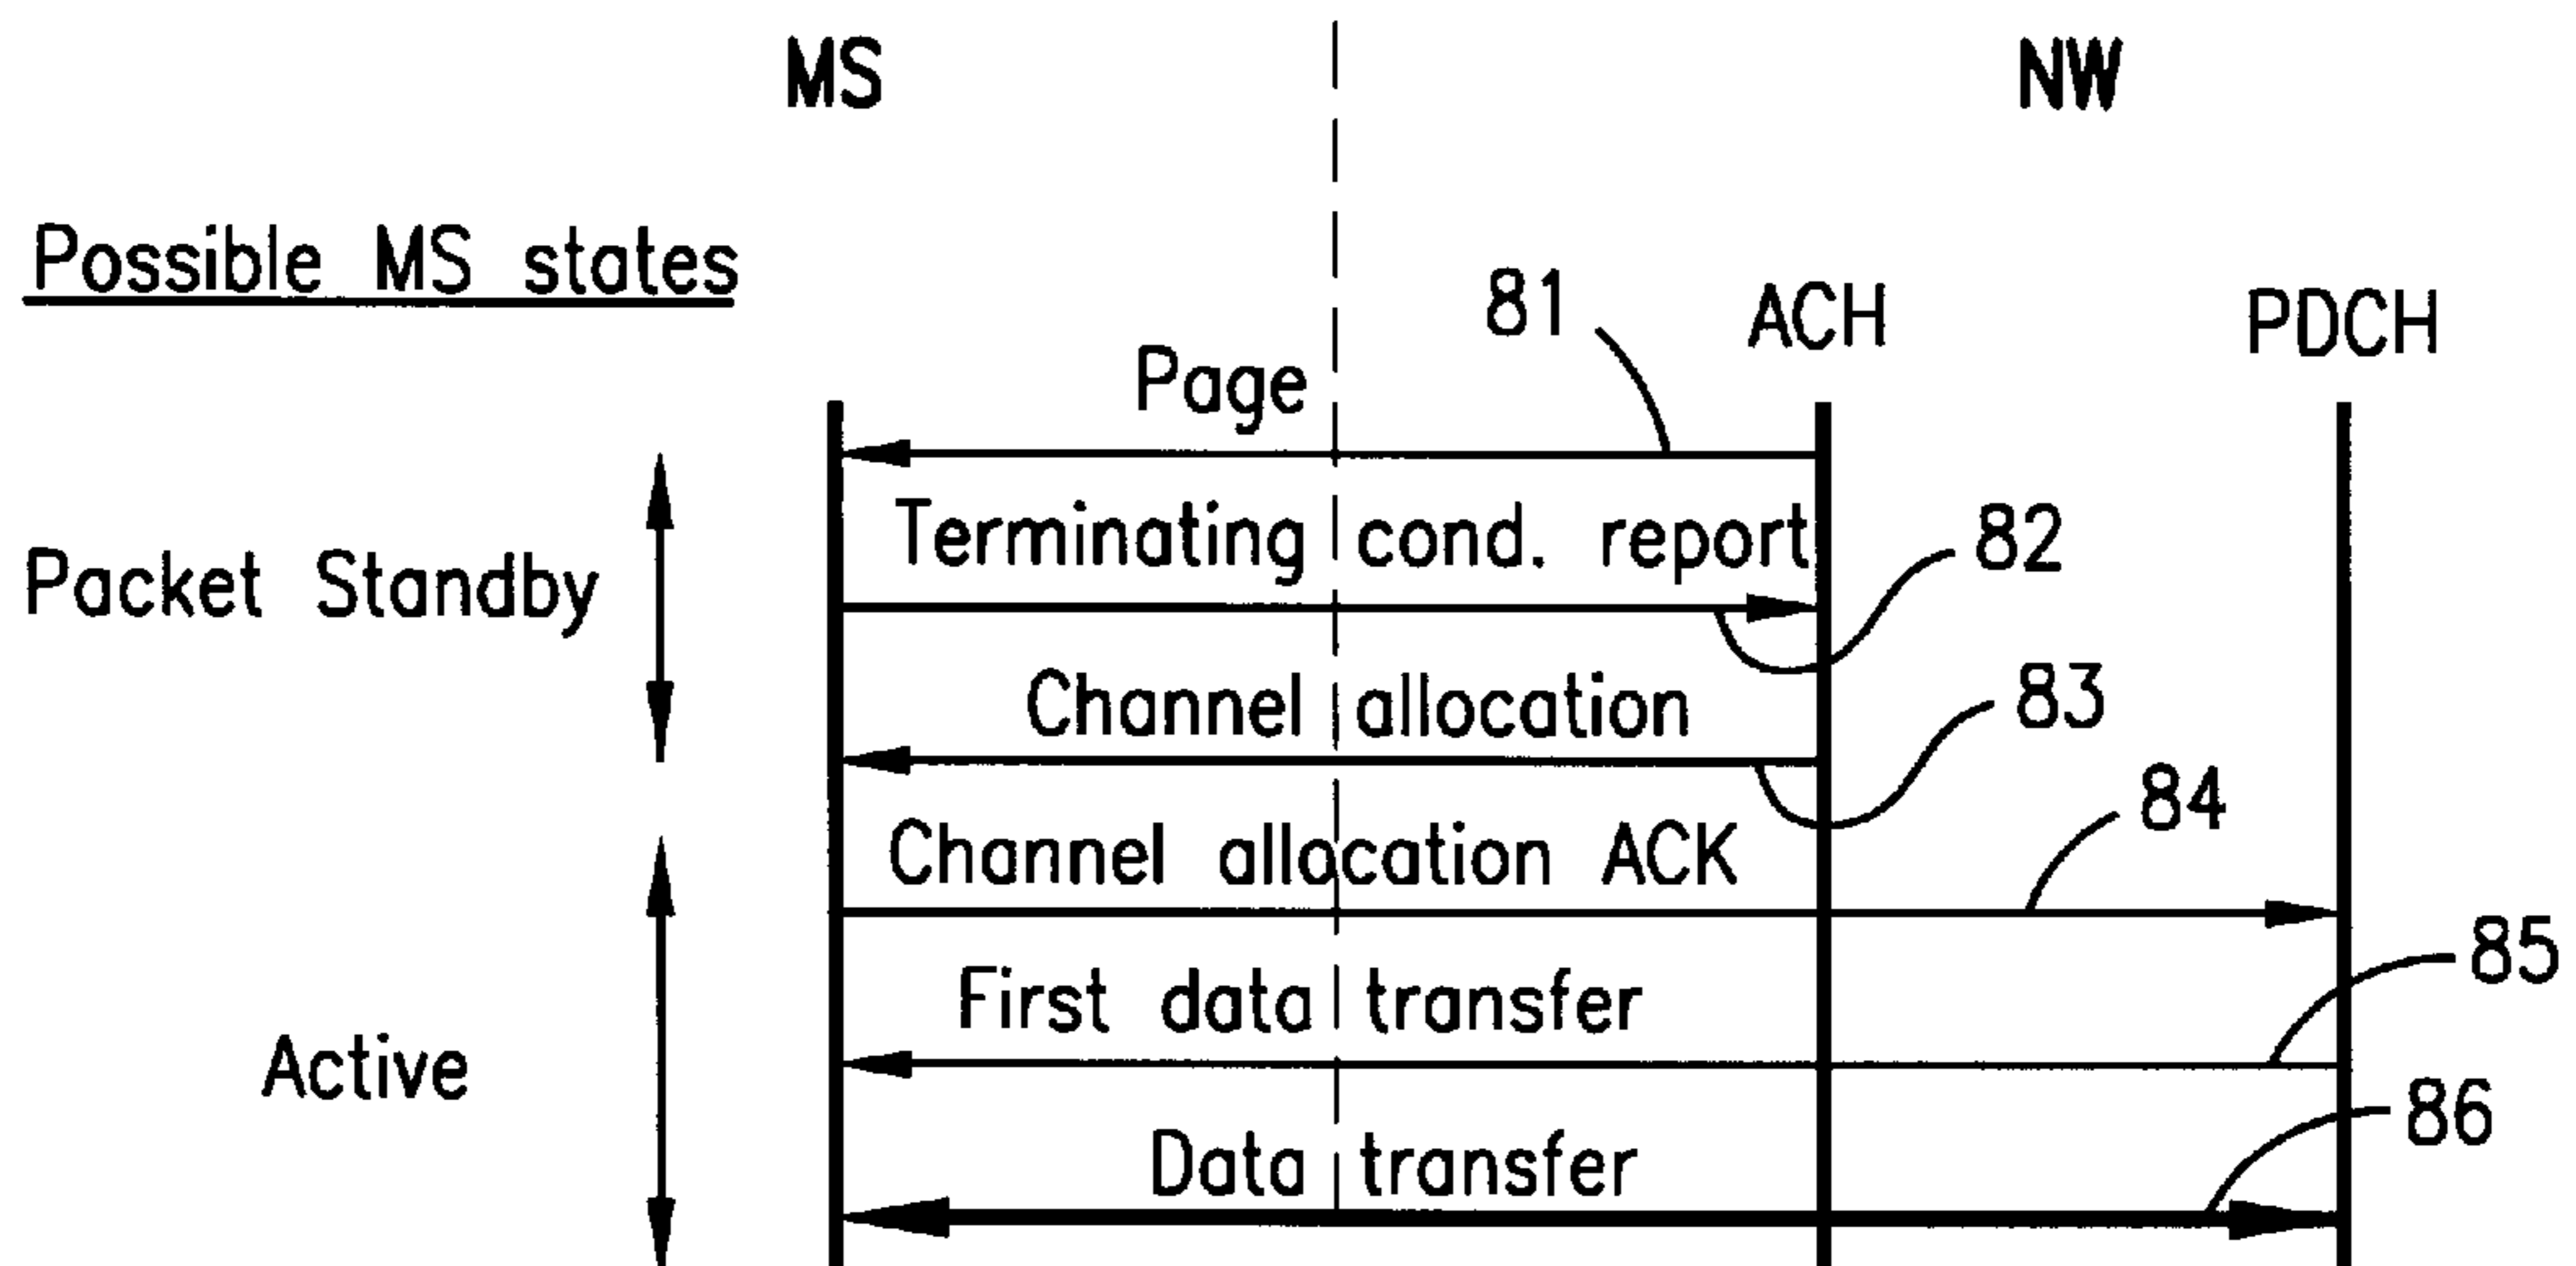 MS
NW
Possible MS states
81
ACH
PDCH
Page
Terminating cond. report
82
Packet Standby
Channel allocation
83
84
Channel allocation ACK
85
First data transfer
Active
86
Data transfer